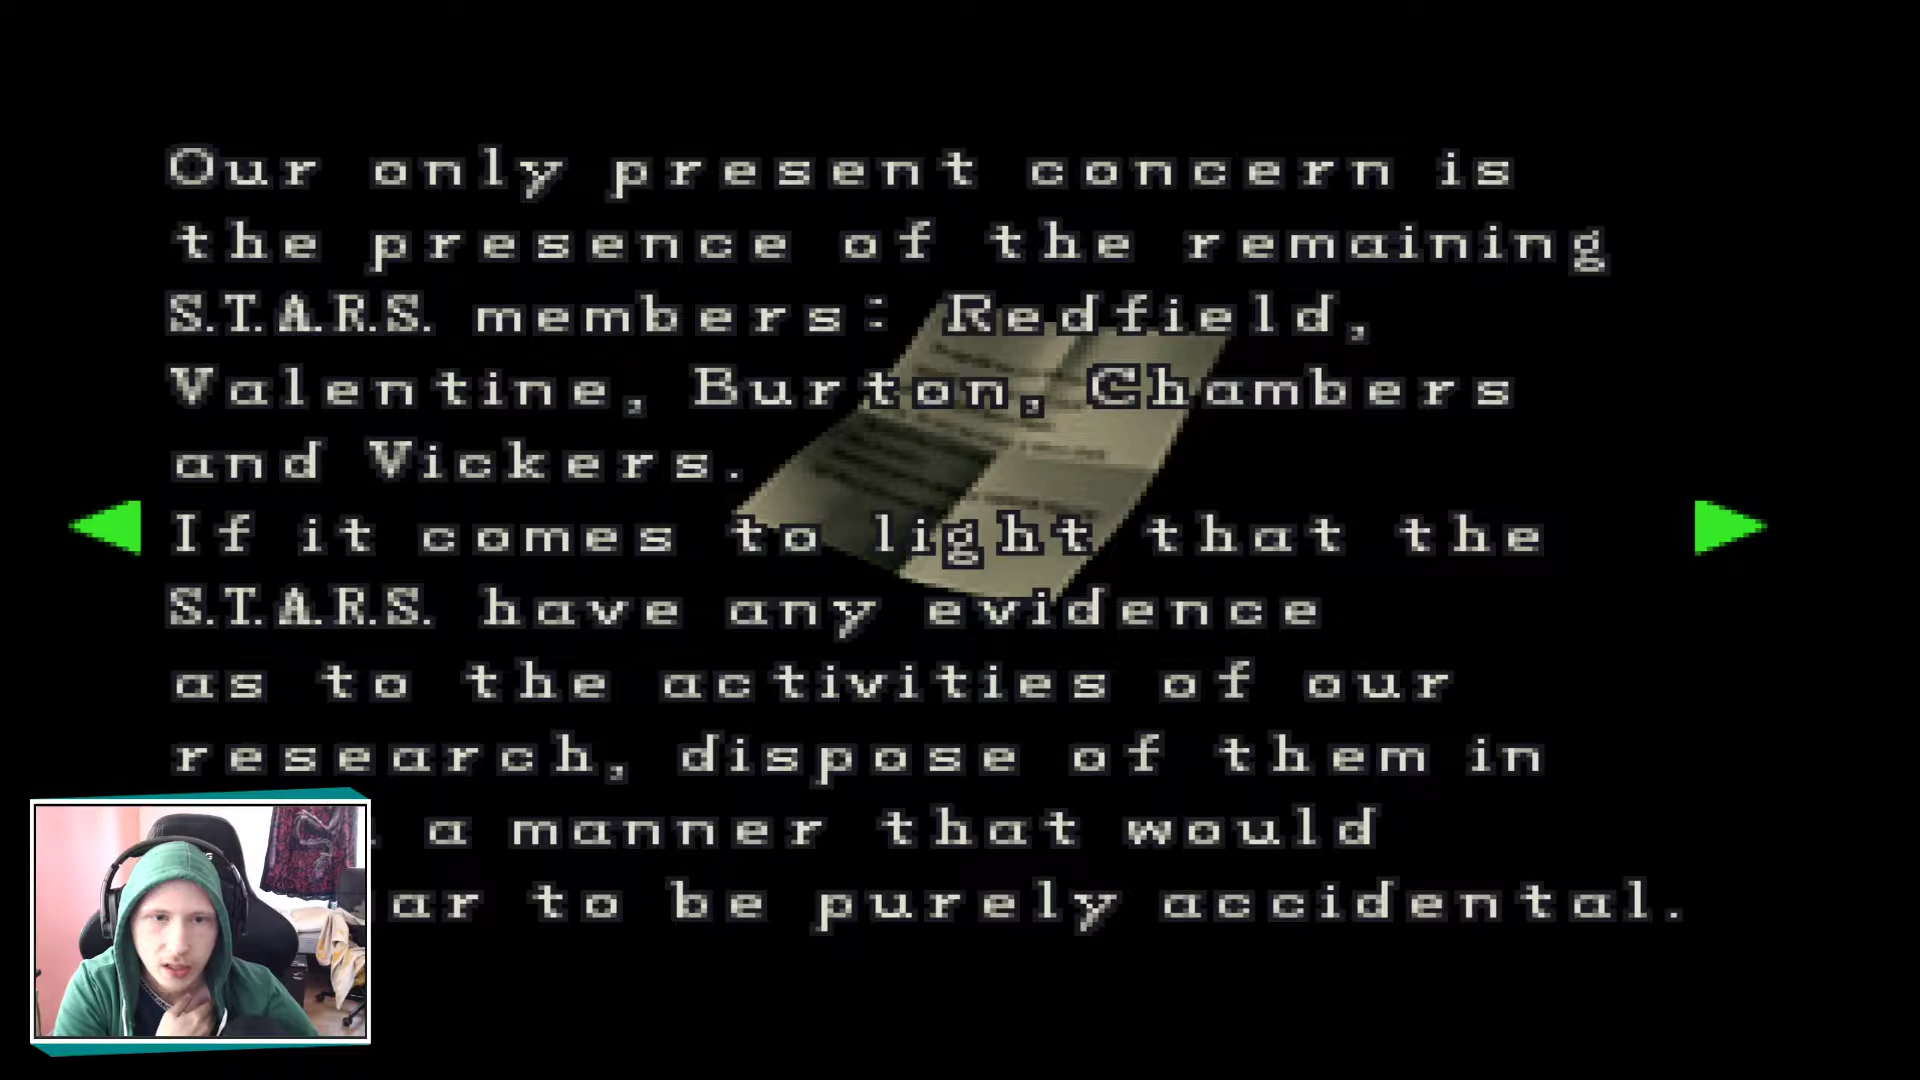 Our only present concern is
the presence of the remaining
S.T.A.R.S. members: Redfield,
Valentine, Burton, Chambers
and Vickers.
If it comes to light that the
S.T.A.R.S. have any evidence
as to the activities of our
research, dispose of them in
a manner that would
ar to be purely accidental.